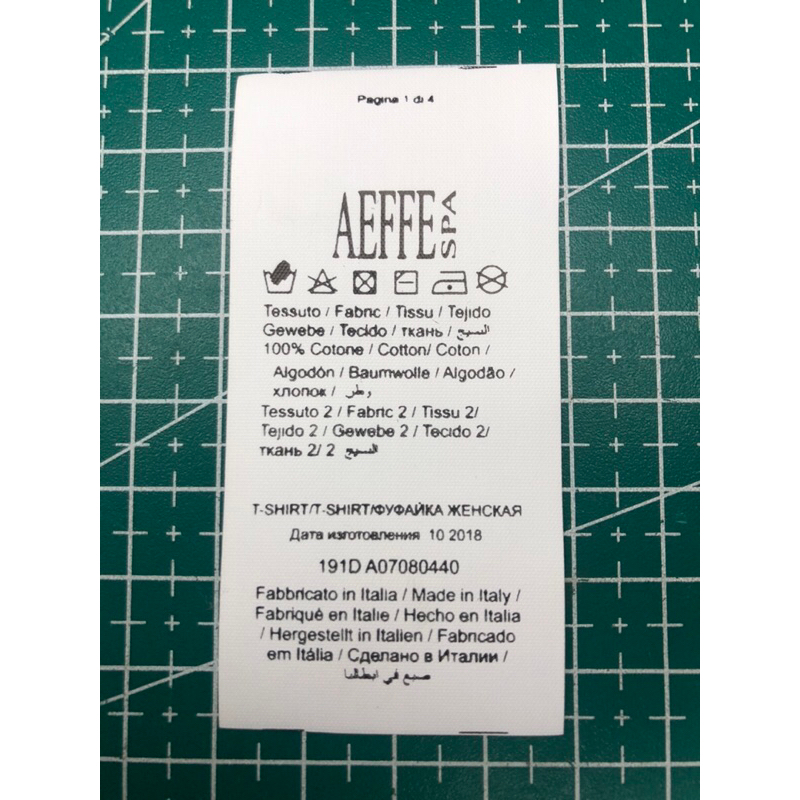 Pagina 1 di 4
AEFFE SPA
Tessuto / Fabric / Tissu / Tejido
Gewebe / Tecido / ткань / النسيج
100% Cotone / Cotton/ Coton /
Algodón / Baumwolle / Algodão /
хлопок /
Tessuto 2 / Fabric 2 / Tissu 2/
Tejido 2 / Gewebe 2 / Tecido 2/
ткань 2/ 2 النسيج
T-SHIRT/T-SHIRT/ФУФАЙКА ЖЕНСКАЯ
Дата изготовления 10 2018
191D A07080440
Fabbricato in Italia / Made in Italy /
Fabriqué en Italie / Hecho en Italia
/ Hergestellt in Italien / Fabricado
em Itália / Сделано в Италии /
صبع في ابطالبا